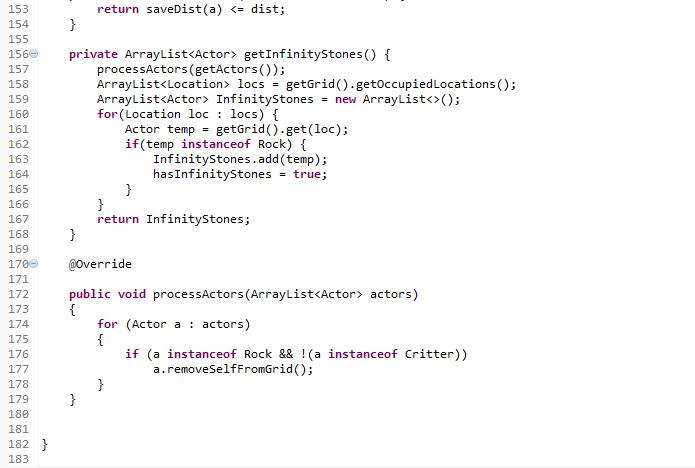 153 return saveDist(a) <= dist;
154 }
155
156 private ArrayList<Actor> getInfinityStones() {
157 processActors(getActors());
158 ArrayList<Location> locs = getGrid().getOccupiedLocations();
159 ArrayList<Actor> InfinityStones = new ArrayList<>();
160 for(Location loc : locs) {
161 Actor temp = getGrid().get(loc);
162 if(temp instanceof Rock) {
163 InfinityStones.add(temp);
164 hasInfinityStones = true;
165 }
166 }
167 return InfinityStones;
168 }
169
170 @Override
171
172 public void processActors(ArrayList<Actor> actors)
173 {
174 for (Actor a : actors)
175 {
176 if (a instanceof Rock && !(a instanceof Critter))
177 a.removeSelfFromGrid();
178 }
179 }
180
181
182 }
183